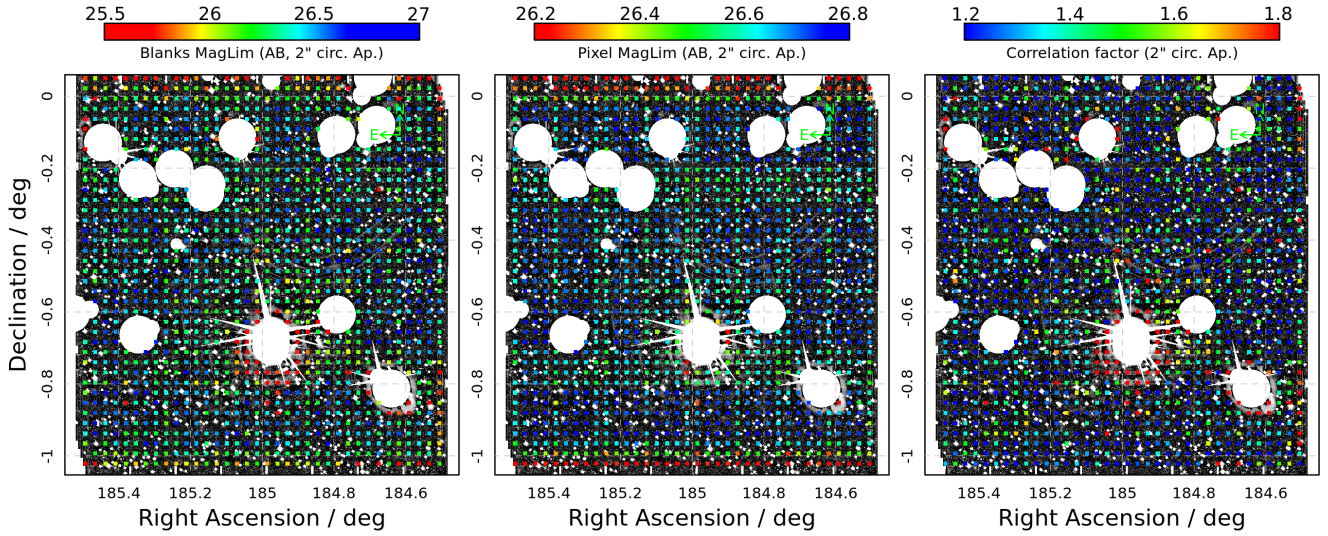 25.5 26 26.5 27
Blanks MagLim (AB, 2" circ. Ap.)
26.2 26.4 26.6 26.8
Pixel MagLim (AB, 2" circ. Ap.)
1.2 1.4 1.6 1.8
Correlation factor (2" circ. Ap.)
Declination / deg
0
-0.2
-0.4
-0.6
-0.8
-1
E
185.4 185.2 185 184.8 184.6
Right Ascension / deg
0
-0.2
-0.4
-0.6
-0.8
-1
E
185.4 185.2 185 184.8 184.6
Right Ascension / deg
0
-0.2
-0.4
-0.6
-0.8
-1
E
185.4 185.2 185 184.8 184.6
Right Ascension / deg